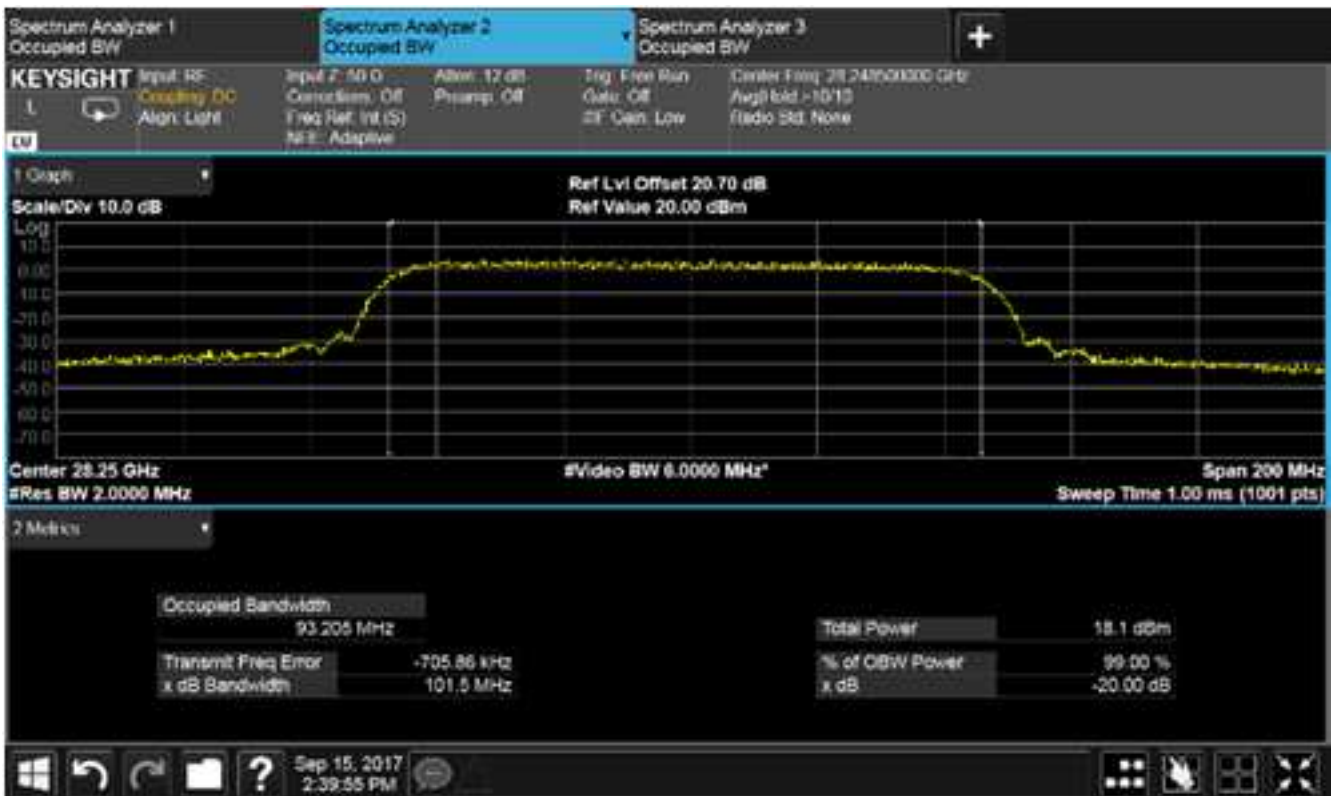 Spectrum Analyzer 1
Occupied BW
Spectrum Analyzer 2
Occupied BW
Spectrum Analyzer 3
Occupied BW
KEYSIGHT
L
Input: RF
Coupling: DC
Align: Light
Input Z: 50 Ω
Corrections: Off
Freq Ref: Int (S)
NFE: Adaptive
Atten: 12 dB
Preamp: Off
Trig: Free Run
Gate: Off
#IF Gain: Low
Center Freq: 28.248500000 GHz
Avg|Hold:>10/10
Radio Std: None
1 Graph
Scale/Div 10.0 dB
Ref Lvl Offset 20.70 dB
Ref Value 20.00 dBm
Log
10.0
0.00
-10.0
-20.0
-30.0
-40.0
-50.0
-60.0
-70.0
Center 28.25 GHz
#Video BW 6.0000 MHz*
Span 200 MHz
#Res BW 2.0000 MHz
Sweep Time 1.00 ms (1001 pts)
2 Metrics
Occupied Bandwidth
93.205 MHz
Total Power 18.1 dBm
Transmit Freq Error -705.86 kHz
% of OBW Power 99.00 %
x dB Bandwidth 101.5 MHz
x dB -20.00 dB
?
Sep 15, 2017
2:39:55 PM